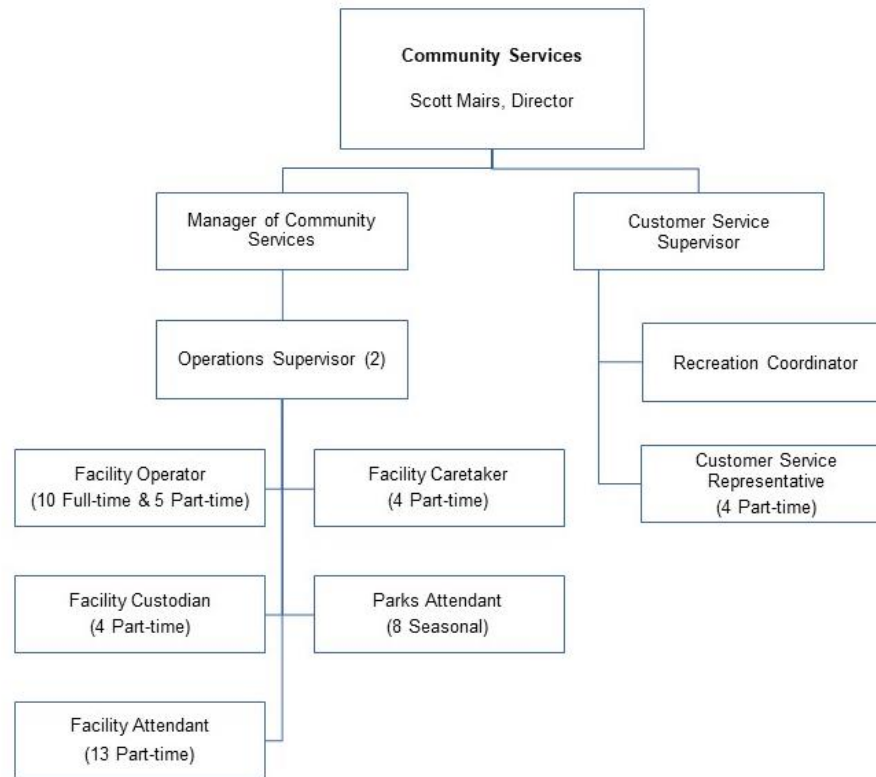 Community Services
Scott Mairs, Director
Manager of Community
Services
Customer Service
Supervisor
Operations Supervisor (2)
Recreation Coordinator
Facility Operator
(10 Full-time & 5 Part-time)
Facility Caretaker
(4 Part-time)
Customer Service
Representative
(4 Part-time)
Facility Custodian
(4 Part-time)
Parks Attendant
(8 Seasonal)
Facility Attendant
(13 Part-time)